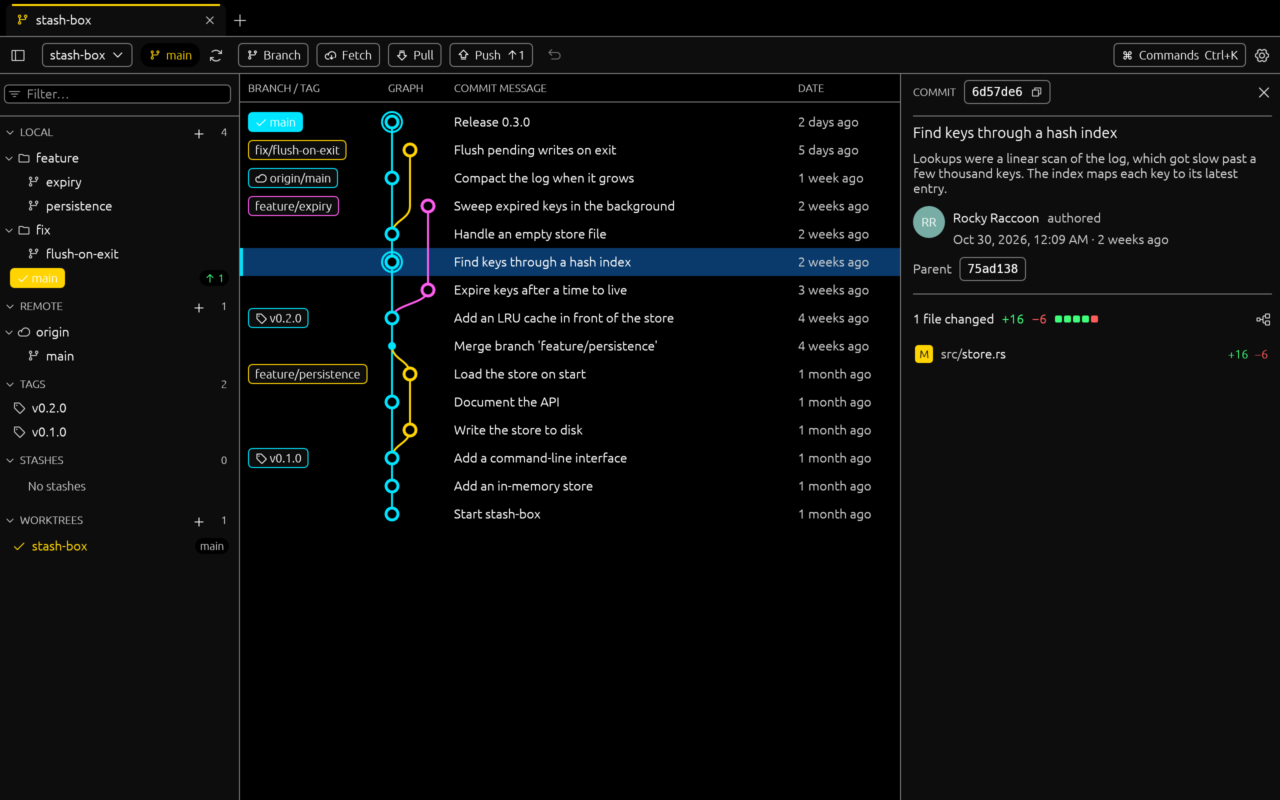 stash-box
stash-box main Branch Fetch Pull Push ↑1 Commands Ctrl+K
Filter...
LOCAL 4
feature
expiry
persistence
fix
flush-on-exit
main ↑ 1
REMOTE 1
origin
main
TAGS 2
v0.2.0
v0.1.0
STASHES 0
No stashes
WORKTREES 1
stash-box main
BRANCH / TAG GRAPH COMMIT MESSAGE DATE
main Release 0.3.0 2 days ago
fix/flush-on-exit Flush pending writes on exit 5 days ago
origin/main Compact the log when it grows 1 week ago
feature/expiry Sweep expired keys in the background 2 weeks ago
Handle an empty store file 2 weeks ago
Find keys through a hash index 2 weeks ago
Expire keys after a time to live 3 weeks ago
v0.2.0 Add an LRU cache in front of the store 4 weeks ago
Merge branch 'feature/persistence' 4 weeks ago
feature/persistence Load the store on start 1 month ago
Document the API 1 month ago
Write the store to disk 1 month ago
v0.1.0 Add a command-line interface 1 month ago
Add an in-memory store 1 month ago
Start stash-box 1 month ago
COMMIT 6d57de6
Find keys through a hash index
Lookups were a linear scan of the log, which got slow past a
few thousand keys. The index maps each key to its latest
entry.
RR Rocky Raccoon authored
Oct 30, 2026, 12:09 AM · 2 weeks ago
Parent 75ad138
1 file changed +16 −6
M src/store.rs +16 −6